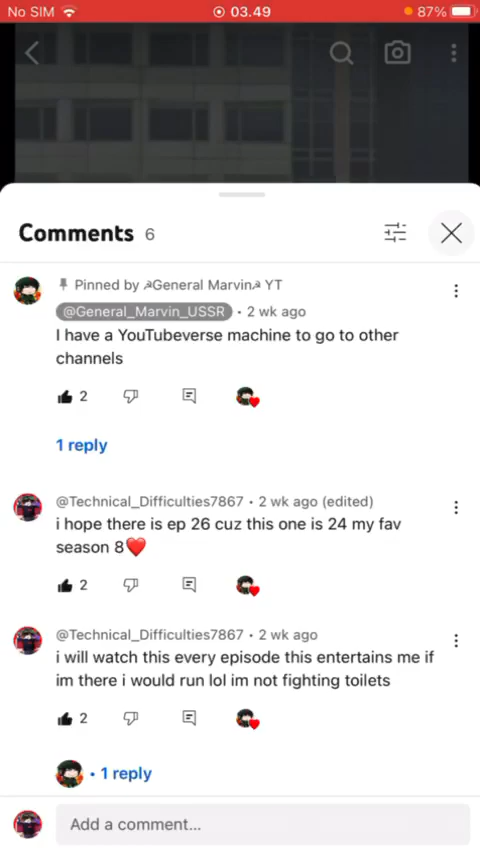 No SIM 03.49 87%
Comments 6
Pinned by ☭General Marvin☭ YT
@General_Marvin_USSR • 2 wk ago
I have a YouTubeverse machine to go to other
channels
2
1 reply
@Technical_Difficulties7867 • 2 wk ago (edited)
i hope there is ep 26 cuz this one is 24 my fav
season 8❤️
2
@Technical_Difficulties7867 • 2 wk ago
i will watch this every episode this entertains me if
im there i would run lol im not fighting toilets
2
• 1 reply
Add a comment...